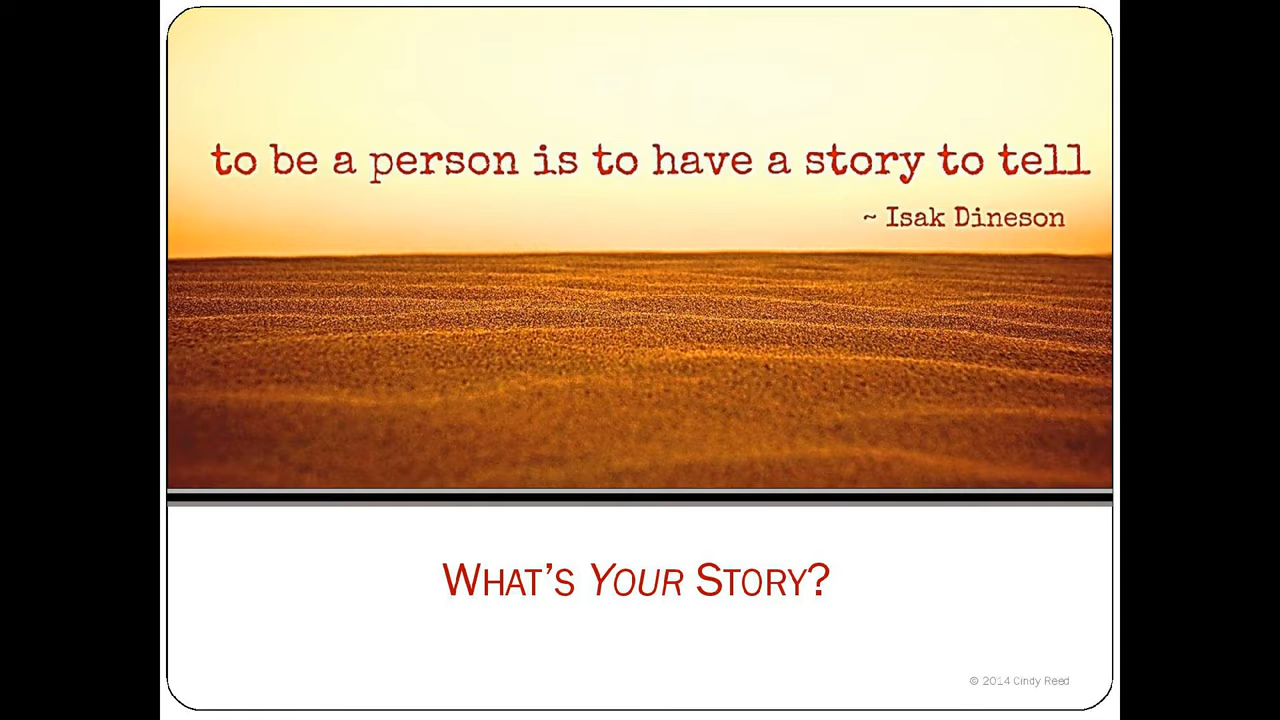 to be a person is to have a story to tell
~ Isak Dineson
WHAT'S YOUR STORY?
© 2014 Cindy Reed